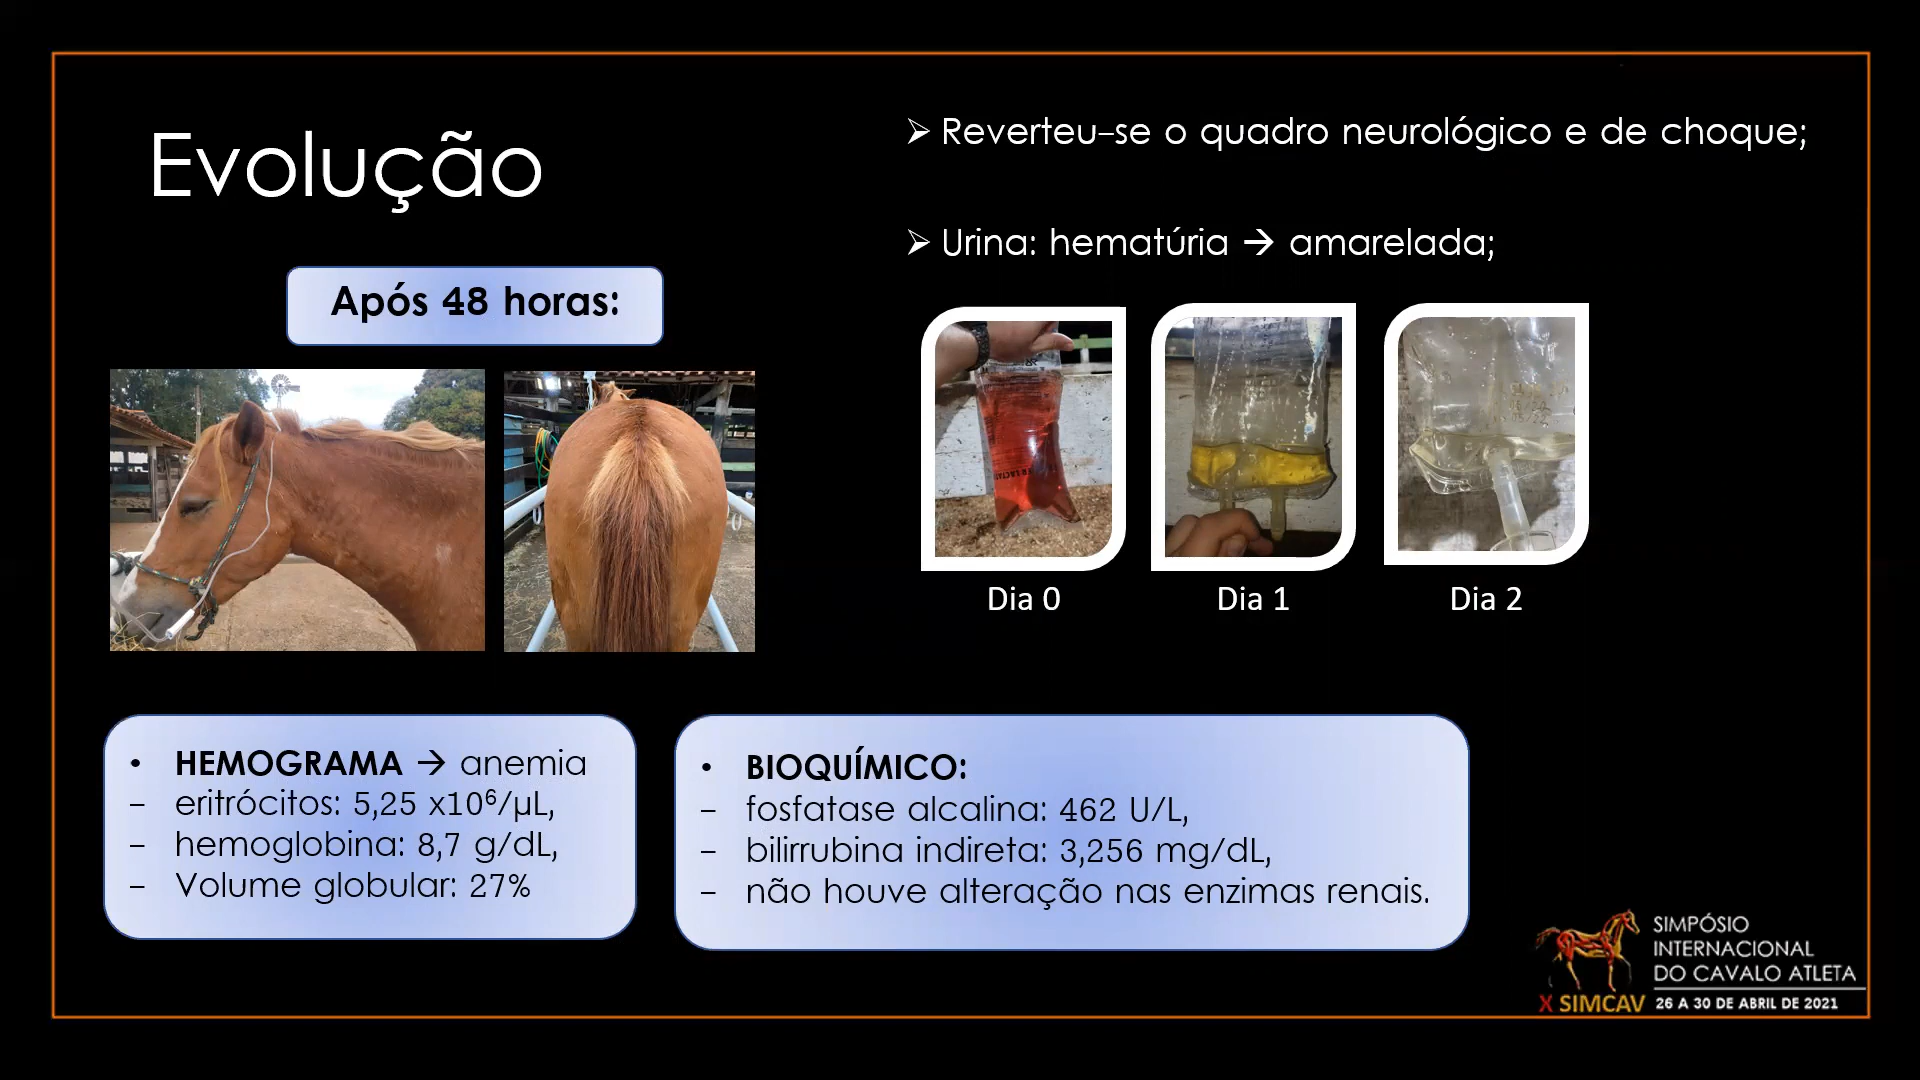 Evolução
Após 48 horas:
➢ Reverteu-se o quadro neurológico e de choque;
➢ Urina: hematúria → amarelada;
Dia 0
Dia 1
Dia 2
• HEMOGRAMA → anemia
- eritrócitos: 5,25 x10⁶/µL,
- hemoglobina: 8,7 g/dL,
- Volume globular: 27%
• BIOQUÍMICO:
- fosfatase alcalina: 462 U/L,
- bilirrubina indireta: 3,256 mg/dL,
- não houve alteração nas enzimas renais.
SIMPÓSIO
INTERNACIONAL
DO CAVALO ATLETA
X SIMCAV 26 A 30 DE ABRIL DE 2021